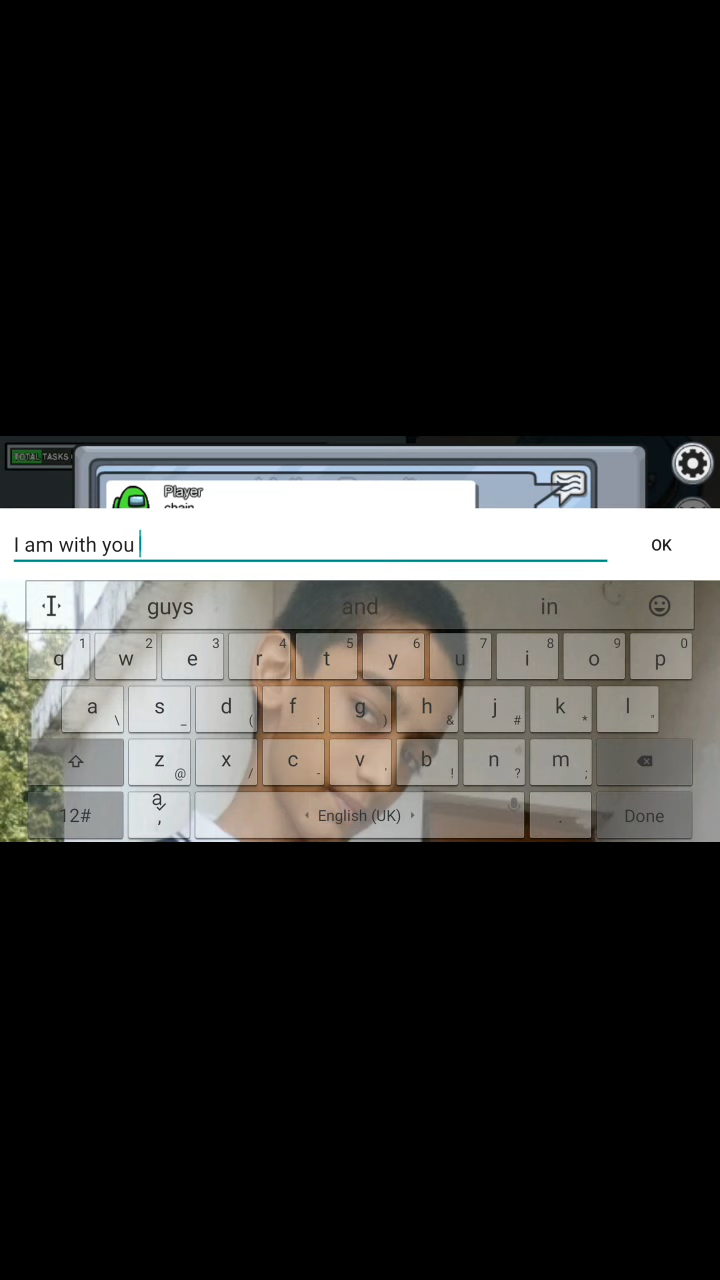 TOTAL TASKS
Player
chain
I am with you
OK
guys and in
1 2 3 4 5 6 7 8 9 0
q w e r t y u i o p
a s d f g h j k l
\ _ ( : ) & # * "
z x c v b n m
@ / - ' ! ? ;
12# a , English (UK) . Done